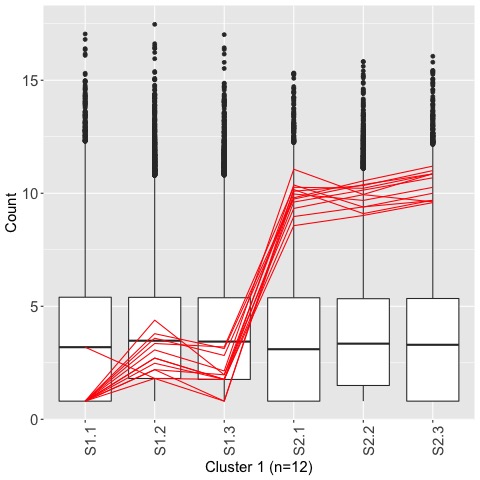 15
10
5
0
Count
S1.1
S1.2
S1.3
S2.1
S2.2
S2.3
Cluster 1 (n=12)